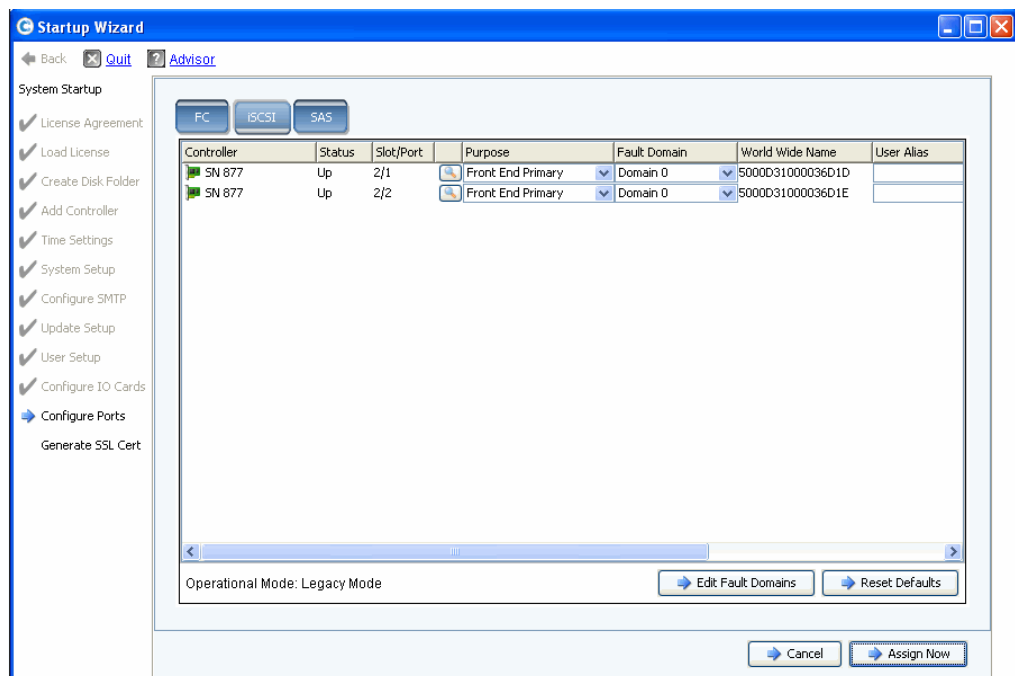 Startup Wizard
Back Quit Advisor
System Startup
License Agreement
Load License
Create Disk Folder
Add Controller
Time Settings
System Setup
Configure SMTP
Update Setup
User Setup
Configure IO Cards
Configure Ports
Generate SSL Cert
FC iSCSI SAS
Controller Status Slot/Port Purpose Fault Domain World Wide Name User Alias
SN 877 Up 2/1 Front End Primary Domain 0 5000D31000036D1D
SN 877 Up 2/2 Front End Primary Domain 0 5000D31000036D1E
Operational Mode: Legacy Mode Edit Fault Domains Reset Defaults
Cancel Assign Now